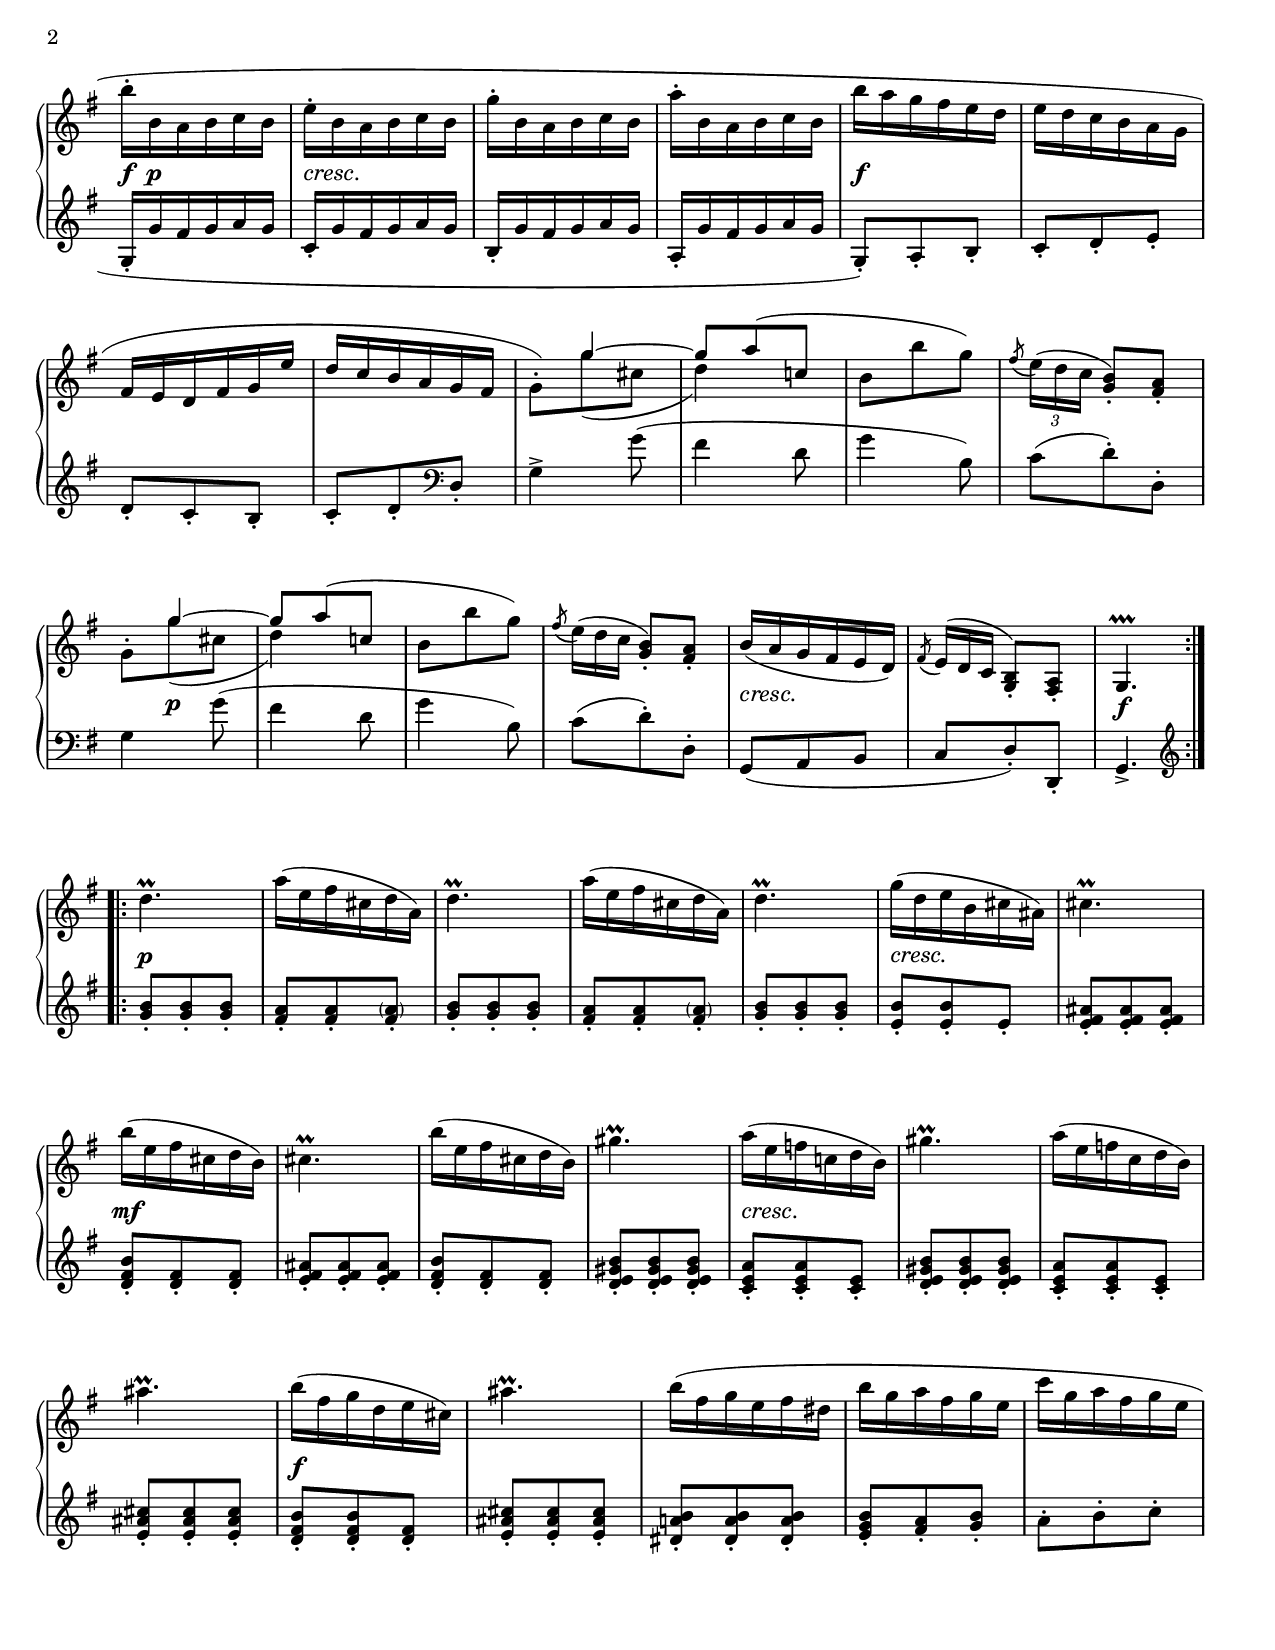 2
f p cresc. f
3
p cresc. f
p cresc.
mf cresc.
f